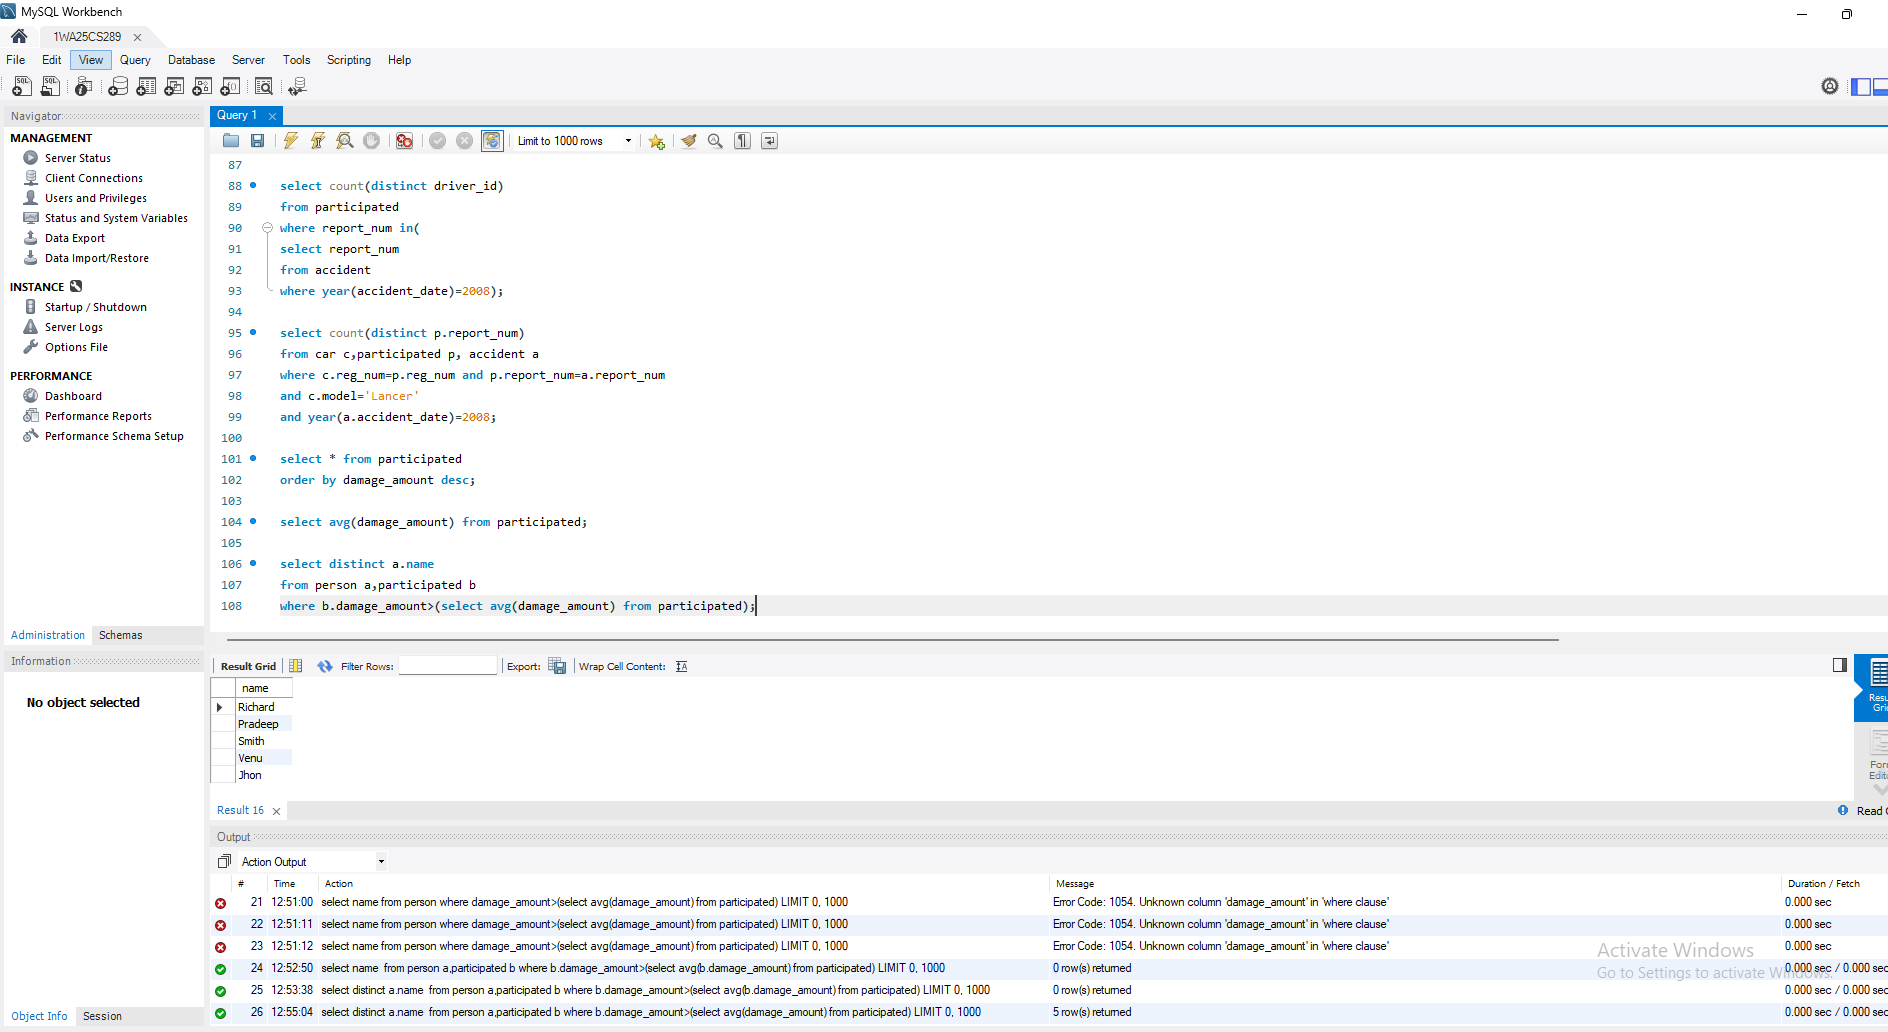 MySQL Workbench
1WA25CS289
File Edit View Query Database Server Tools Scripting Help
Navigator
MANAGEMENT
Server Status
Client Connections
Users and Privileges
Status and System Variables
Data Export
Data Import/Restore
INSTANCE
Startup / Shutdown
Server Logs
Options File
PERFORMANCE
Dashboard
Performance Reports
Performance Schema Setup
Administration Schemas
Information
No object selected
Object Info Session
Query 1
Limit to 1000 rows
87
88 select count(distinct driver_id)
89 from participated
90 where report_num in(
91 select report_num
92 from accident
93 where year(accident_date)=2008);
94
95 select count(distinct p.report_num)
96 from car c,participated p, accident a
97 where c.reg_num=p.reg_num and p.report_num=a.report_num
98 and c.model='Lancer'
99 and year(a.accident_date)=2008;
100
101 select * from participated
102 order by damage_amount desc;
103
104 select avg(damage_amount) from participated;
105
106 select distinct a.name
107 from person a,participated b
108 where b.damage_amount>(select avg(damage_amount) from participated);
Result Grid Filter Rows: Export: Wrap Cell Content:
name
Richard
Pradeep
Smith
Venu
Jhon
Result 16
Output
Action Output
# Time Action Message Duration / Fetch
21 12:51:00 select name from person where damage_amount>(select avg(damage_amount) from participated) LIMIT 0, 1000 Error Code: 1054. Unknown column 'damage_amount' in 'where clause' 0.000 sec
22 12:51:11 select name from person where damage_amount>(select avg(damage_amount) from participated) LIMIT 0, 1000 Error Code: 1054. Unknown column 'damage_amount' in 'where clause' 0.000 sec
23 12:51:12 select name from person where damage_amount>(select avg(damage_amount) from participated) LIMIT 0, 1000 Error Code: 1054. Unknown column 'damage_amount' in 'where clause' 0.000 sec
24 12:52:50 select name from person a,participated b where b.damage_amount>(select avg(b.damage_amount) from participated) LIMIT 0, 1000 0 row(s) returned 0.000 sec / 0.000 sec
25 12:53:38 select distinct a.name from person a,participated b where b.damage_amount>(select avg(b.damage_amount) from participated) LIMIT 0, 1000 0 row(s) returned 0.000 sec / 0.000 sec
26 12:55:04 select distinct a.name from person a,participated b where b.damage_amount>(select avg(damage_amount) from participated) LIMIT 0, 1000 5 row(s) returned 0.000 sec / 0.000 sec
Activate Windows
Go to Settings to activate Windows.
Read